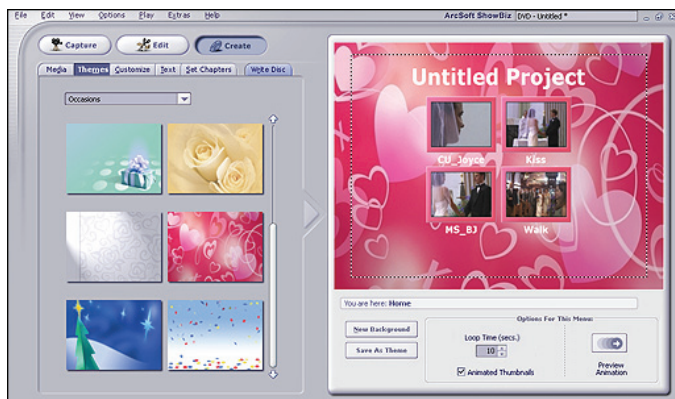 File Edit View Options Play Extras Help ArcSoft ShowBiz DVD - Untitled *
Capture Edit Create
Media Themes Customize Text Set Chapters Write Disc
Occasions
Untitled Project
CU_Joyce Kiss
MS_BJ Walk
You are here: Home
Options For This Menu:
New Background
Loop Time (secs.)
Save As Theme
10
Preview
Animation
Animated Thumbnails